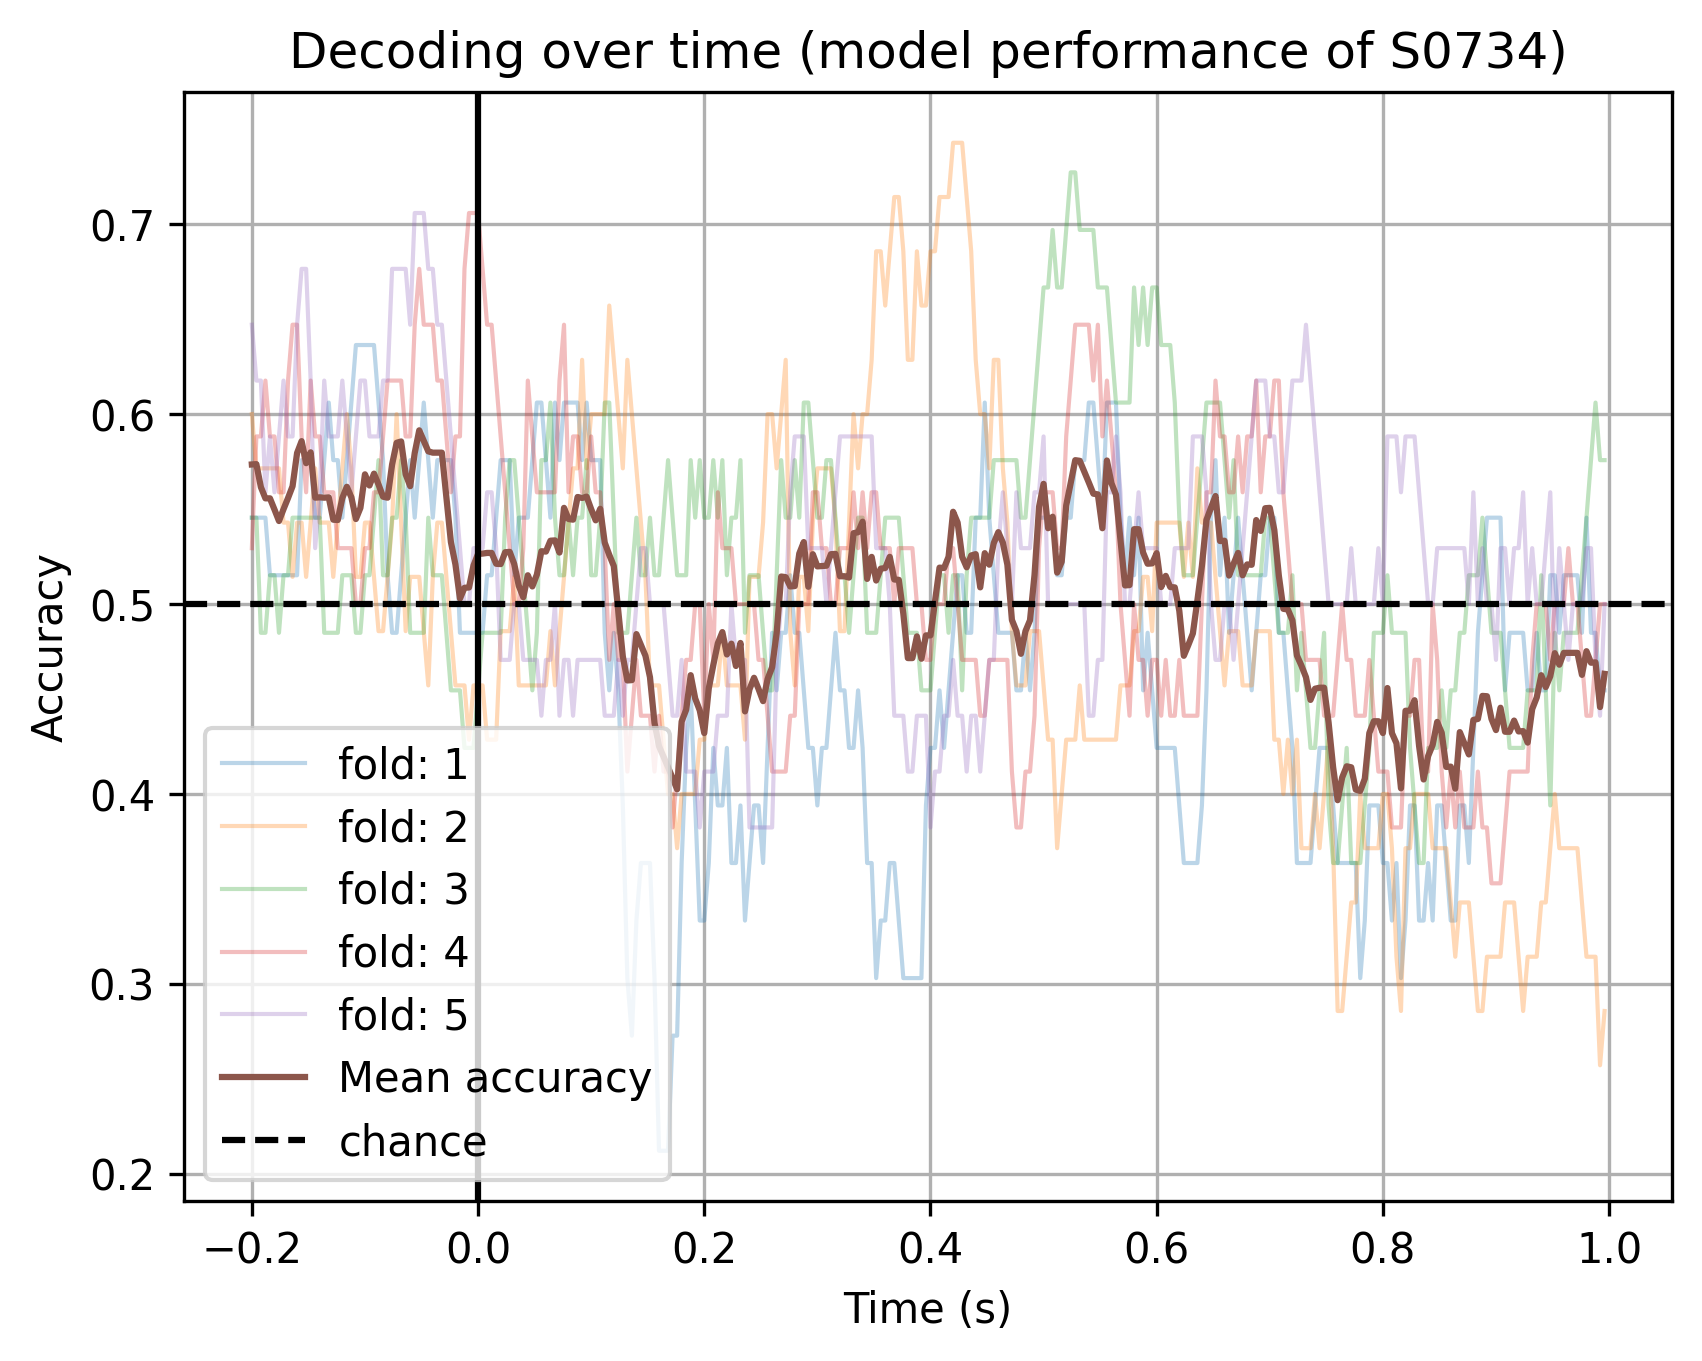 Decoding over time (model performance of S0734)
Accuracy
0.7
0.6
0.5
0.4
0.3
0.2
fold: 1
fold: 2
fold: 3
fold: 4
fold: 5
Mean accuracy
chance
−0.2
0.0
0.2
0.4
0.6
0.8
1.0
Time (s)